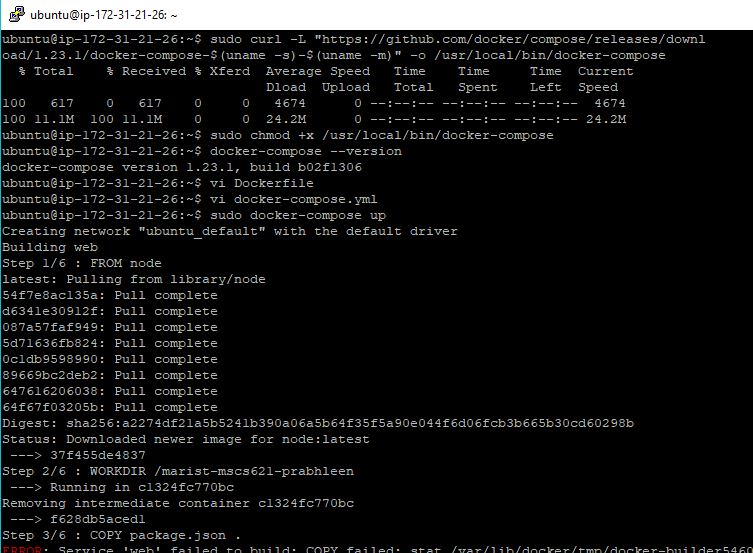 ubuntu@ip-172-31-21-26: ~
ubuntu@ip-172-31-21-26:~$ sudo curl -L "https://github.com/docker/compose/releases/downl
oad/1.23.1/docker-compose-$(uname -s)-$(uname -m)" -o /usr/local/bin/docker-compose
  % Total    % Received % Xferd  Average Speed   Time    Time     Time  Current
                                 Dload  Upload   Total   Spent    Left  Speed
100   617    0   617    0     0   4674      0 --:--:-- --:--:-- --:--:--  4674
100 11.1M  100 11.1M    0     0  24.2M      0 --:--:-- --:--:-- --:--:-- 24.2M
ubuntu@ip-172-31-21-26:~$ sudo chmod +x /usr/local/bin/docker-compose
ubuntu@ip-172-31-21-26:~$ docker-compose --version
docker-compose version 1.23.1, build b02f1306
ubuntu@ip-172-31-21-26:~$ vi Dockerfile
ubuntu@ip-172-31-21-26:~$ vi docker-compose.yml
ubuntu@ip-172-31-21-26:~$ sudo docker-compose up
Creating network "ubuntu_default" with the default driver
Building web
Step 1/6 : FROM node
latest: Pulling from library/node
54f7e8ac135a: Pull complete
d6341e30912f: Pull complete
087a57faf949: Pull complete
5d71636fb824: Pull complete
0c1db9598990: Pull complete
89669bc2deb2: Pull complete
647616206038: Pull complete
64f67f03205b: Pull complete
Digest: sha256:a2274df21a5b5241b390a06a5b64f35f5a90e044f6d06fcb3b665b30cd60298b
Status: Downloaded newer image for node:latest
 ---> 37f455de4837
Step 2/6 : WORKDIR /marist-mscs621-prabhleen
 ---> Running in c1324fc770bc
Removing intermediate container c1324fc770bc
 ---> f628db5aced1
Step 3/6 : COPY package.json .
ERROR: Service 'web' failed to build: COPY failed: stat /var/lib/docker/tmp/docker-builder5460